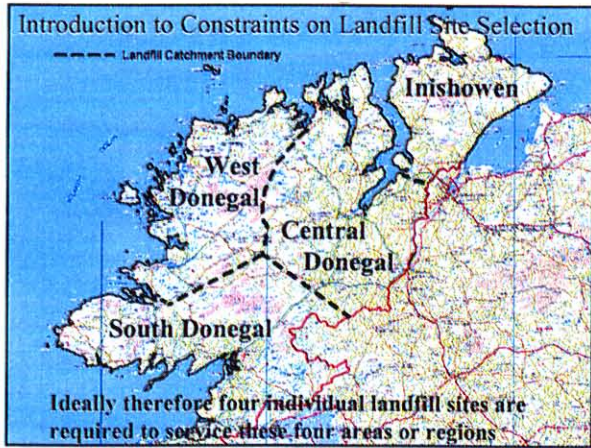 Introduction to Constraints on Landfill Site Selection
Landfill Catchment Boundary
Inishowen
West
Donegal
Central
Donegal
South Donegal
Ideally therefore four individual landfill sites are
required to service these four areas or regions